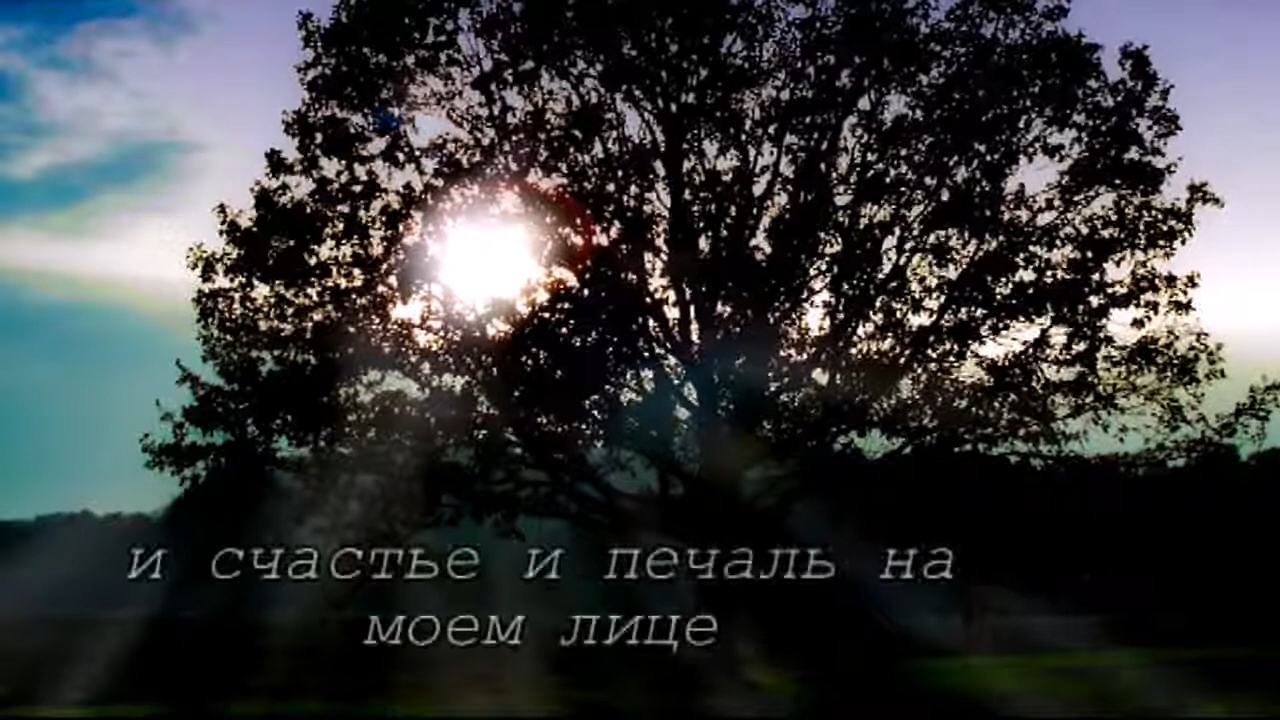 и счастье и печаль на
моем лице